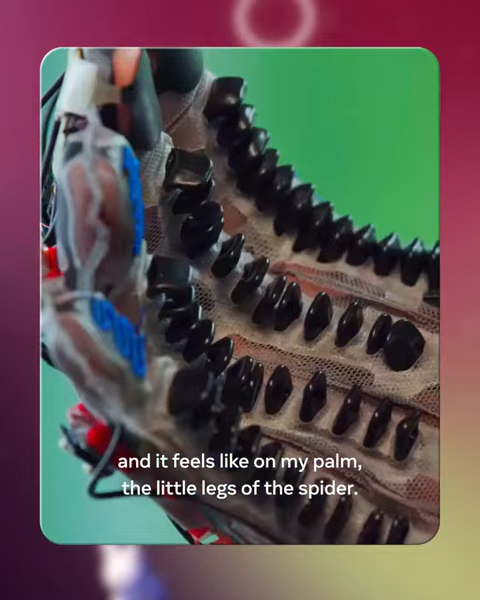 and it feels like on my palm,
the little legs of the spider.